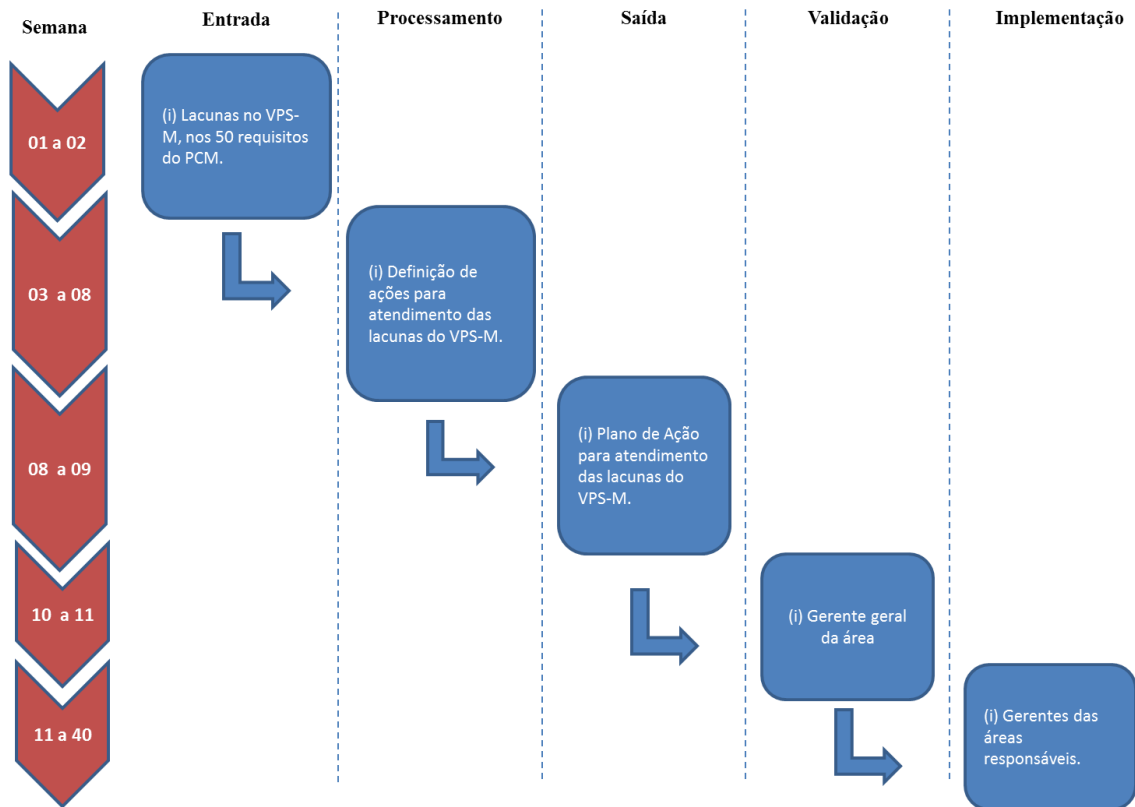 Semana
Entrada
Processamento
Saída
Validação
Implementação
01 a 02
(i) Lacunas no VPS-
M, nos 50 requisitos
do PCM.
03 a 08
(i) Definição de
ações para
atendimento das
lacunas do VPS-M.
08 a 09
(i) Plano de Ação
para atendimento
das lacunas do
VPS-M.
10 a 11
(i) Gerente geral
da área
11 a 40
(i) Gerentes das
áreas
responsáveis.